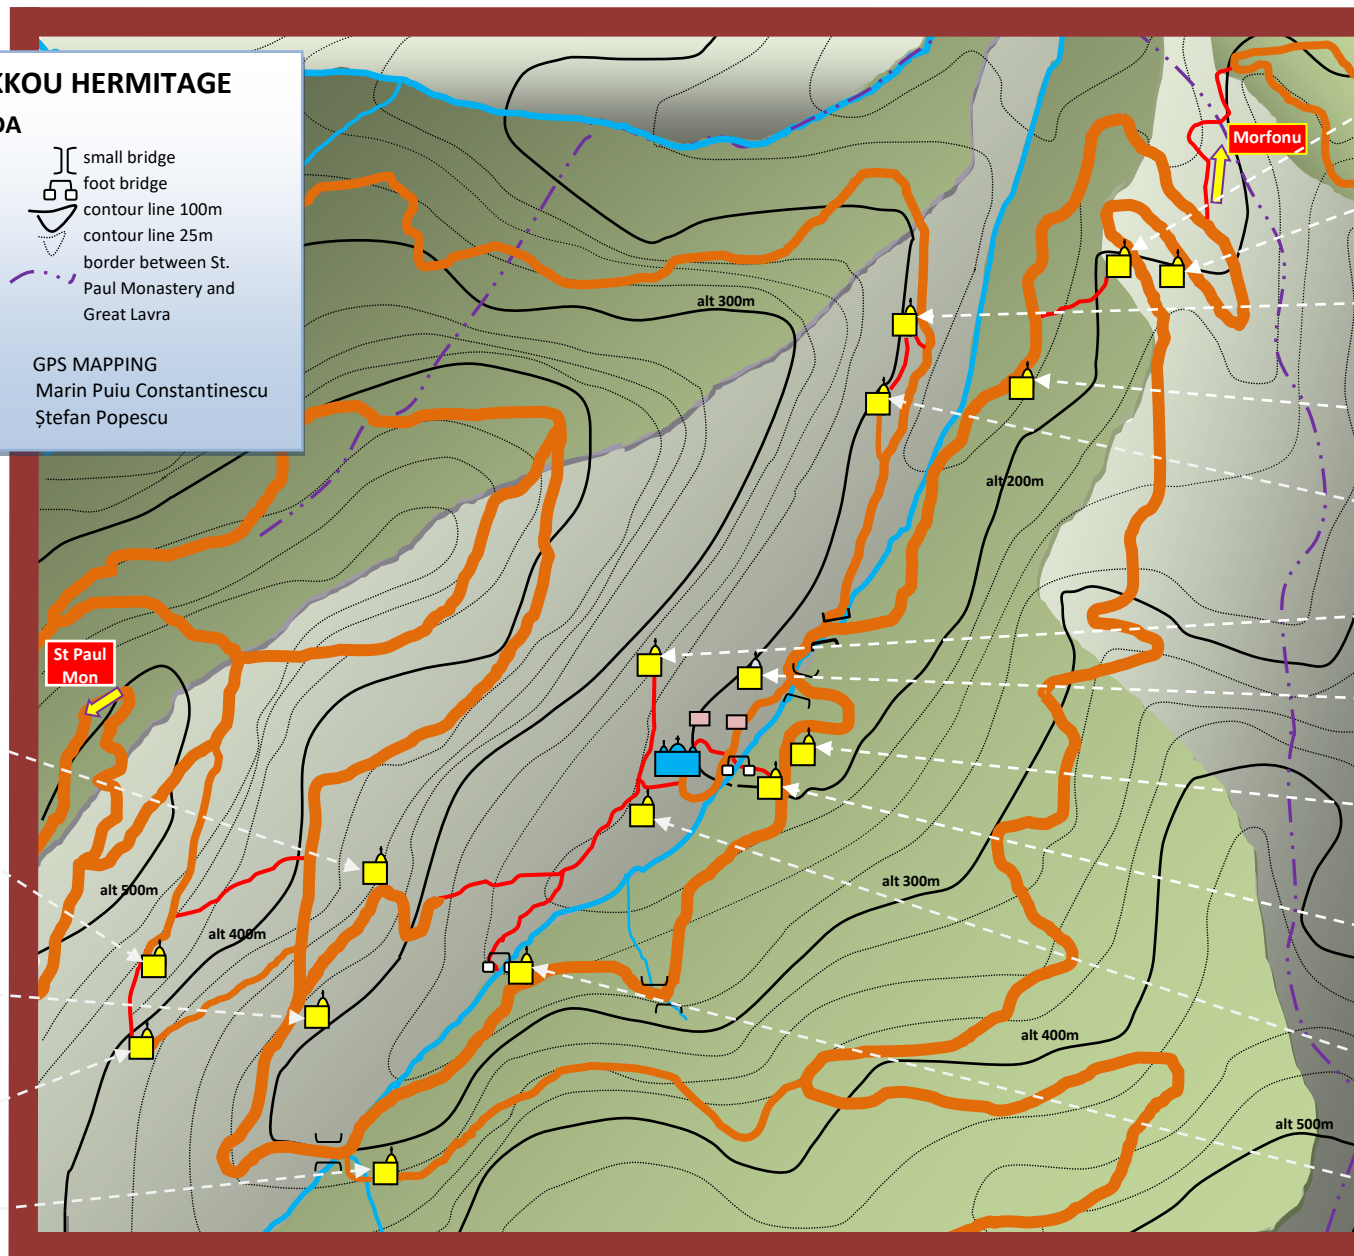 KKOU HERMITAGE
DA
small bridge
foot bridge
contour line 100m
contour line 25m
border between St.
Paul Monastery and
Great Lavra
GPS MAPPING
Marin Puiu Constantinescu
Ștefan Popescu
Morfonu
alt 300m
alt 200m
St Paul
Mon
alt 500m
alt 300m
alt 400m
alt 400m
alt 500m